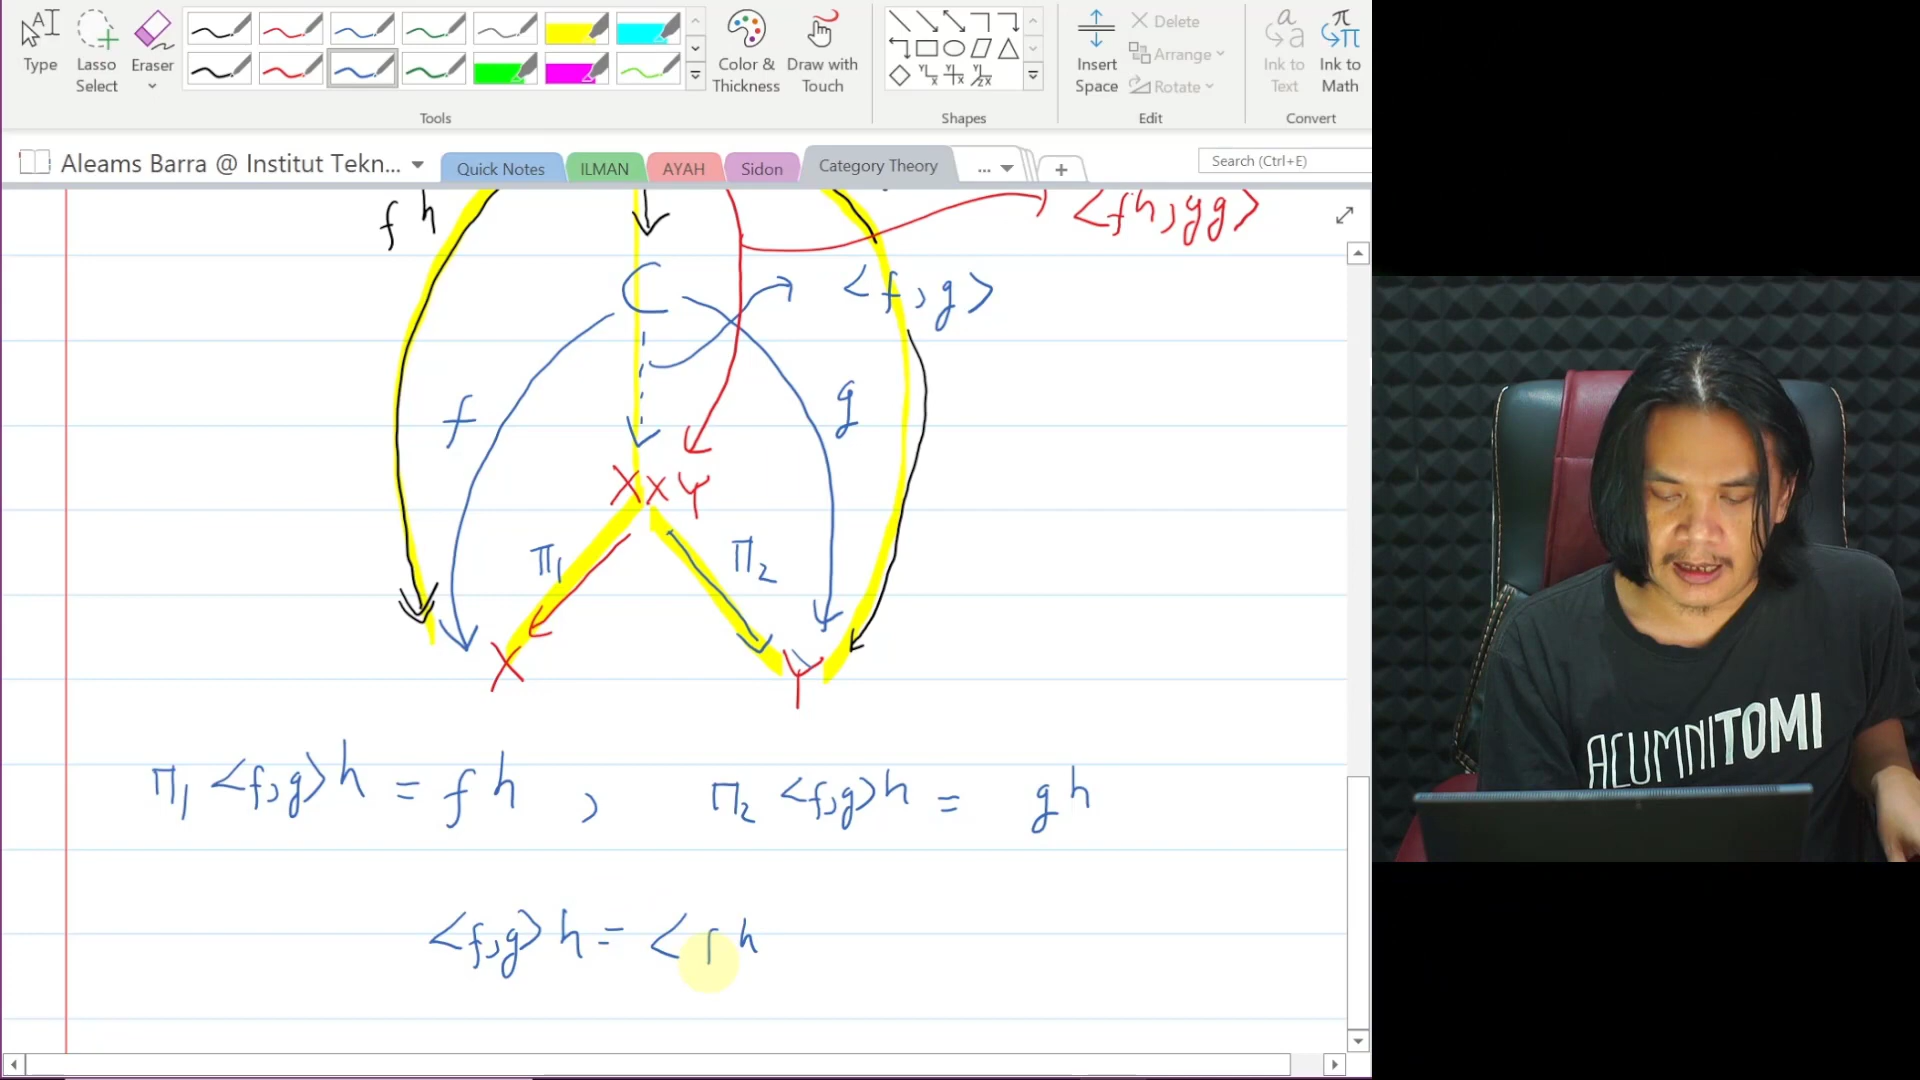 Type
Lasso
Select
Eraser
Color &
Thickness
Draw with
Touch
Insert
Space
Delete
Arrange
Rotate
Ink to
Text
Ink to
Math
Tools
Shapes
Edit
Convert
Aleams Barra @ Institut Tekn...
Quick Notes
ILMAN
AYAH
Sidon
Category Theory
...
+
Search (Ctrl+E)
f h
<fh, gg>
C
<f, g>
f
g
X x Y
π1
π2
X
Y
π1 <f,g> h = f h , π2 <f,g> h = g h
<f,g> h = < f h
ACUMNITOMI